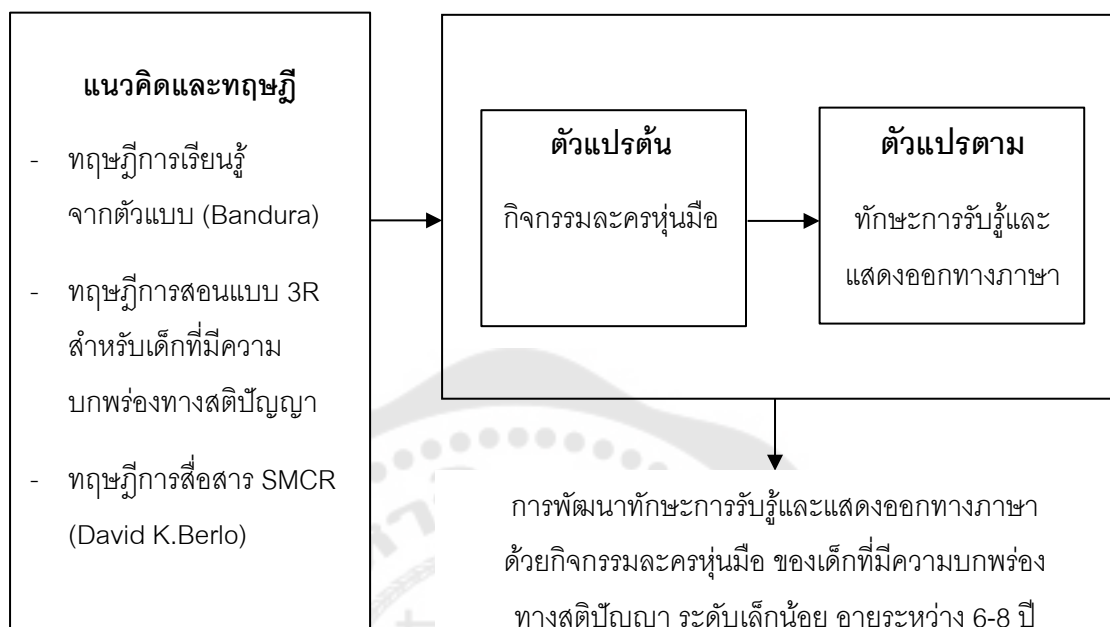 แนวคิดและทฤษฎี
- ทฤษฎีการเรียนรู้
จากตัวแบบ (Bandura)
- ทฤษฎีการสอนแบบ 3R
สำหรับเด็กที่มีความ
บกพร่องทางสติปัญญา
- ทฤษฎีการสื่อสาร SMCR
(David K.Berlo)
ตัวแปรต้น
กิจกรรมละครหุ่นมือ
ตัวแปรตาม
ทักษะการรับรู้และ
แสดงออกทางภาษา
การพัฒนาทักษะการรับรู้และแสดงออกทางภาษา
ด้วยกิจกรรมละครหุ่นมือ ของเด็กที่มีความบกพร่อง
ทางสติปัญญา ระดับเล็กน้อย อายุระหว่าง 6-8 ปี